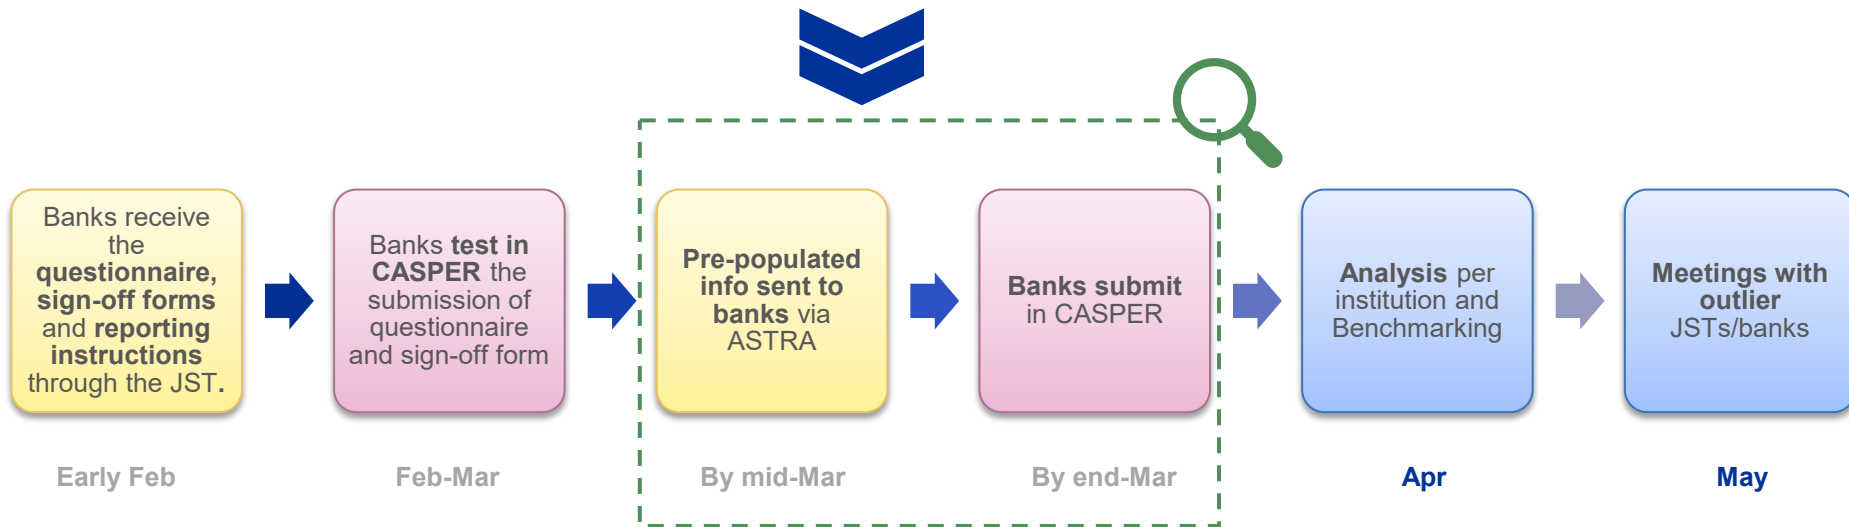 Banks receive
the
questionnaire,
sign-off forms
and reporting
instructions
through the JST.
Banks test in
CASPER the
submission of
questionnaire
and sign-off form
Pre-populated
info sent to
banks via
ASTRA
Banks submit
in CASPER
Analysis per
institution and
Benchmarking
Meetings with
outlier
JSTs/banks
Early Feb
Feb-Mar
By mid-Mar
By end-Mar
Apr
May